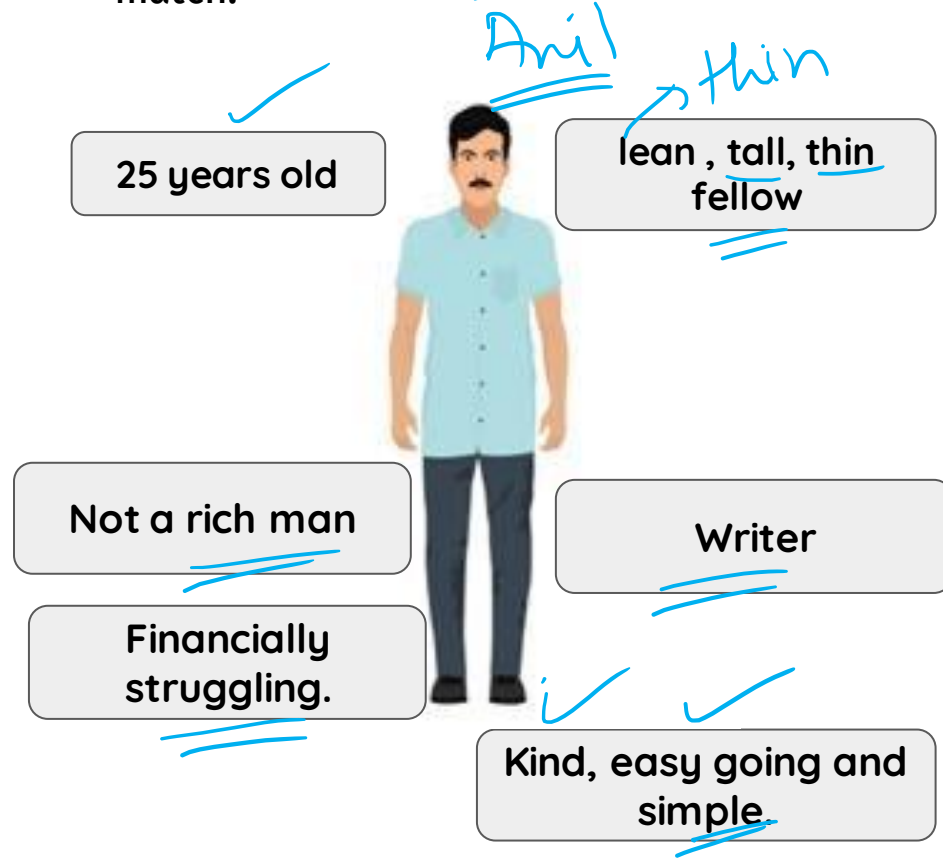 match.
Anil
thin
25 years old
lean , tall, thin
fellow
Not a rich man
Writer
Financially
struggling.
Kind, easy going and
simple.